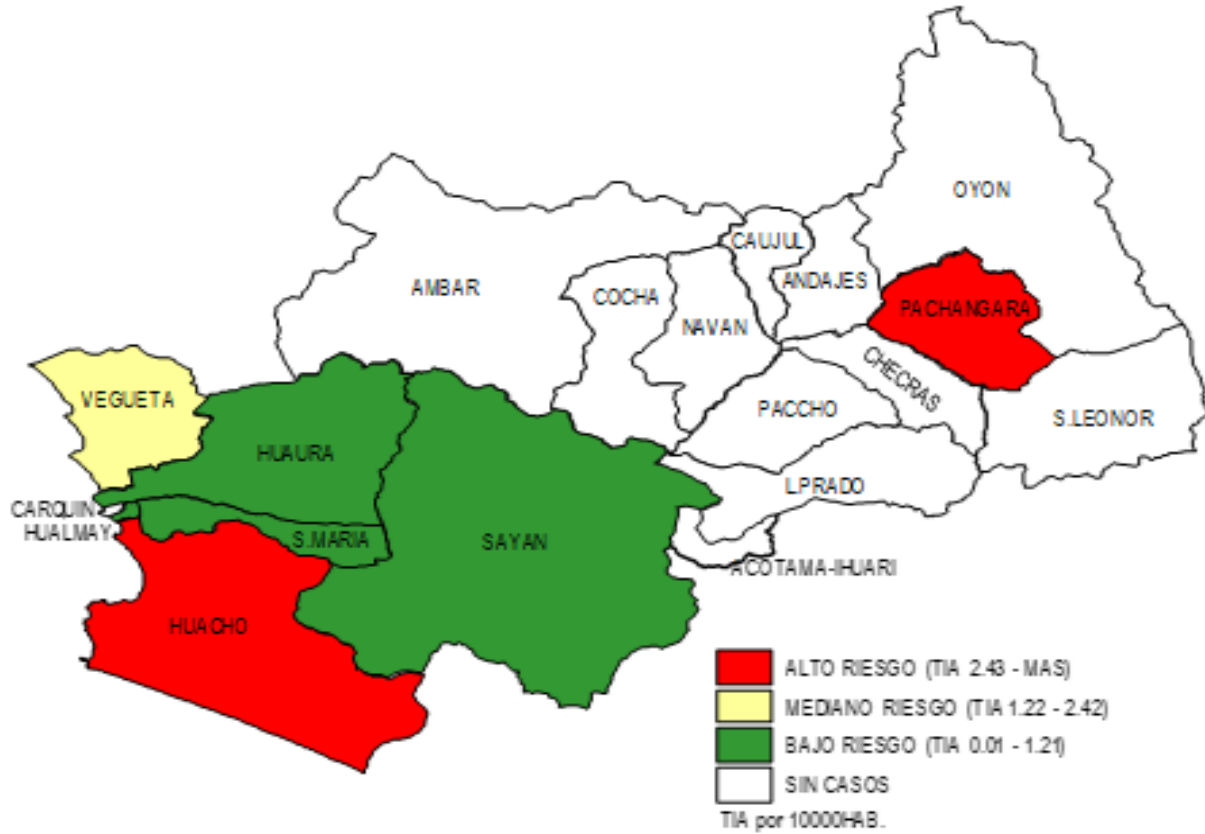 OYON
CAUJUL
ANDAJES
AMBAR
COCHA
PACHANGARA
NAVAN
CHECRAS
VEGUETA
PACCHO
S.LEONOR
HUAURA
I.PRADO
CARQUIN
HUALMAY
S.MARIA
SAYAN
ACOTAMA-IHUARI
HUACHO
ALTO RIESGO (TIA 2.43 - MAS)
MEDIANO RIESGO (TIA 1.22 - 2.42)
BAJO RIESGO (TIA 0.01 - 1.21)
SIN CASOS
TIA por 10000HAB.